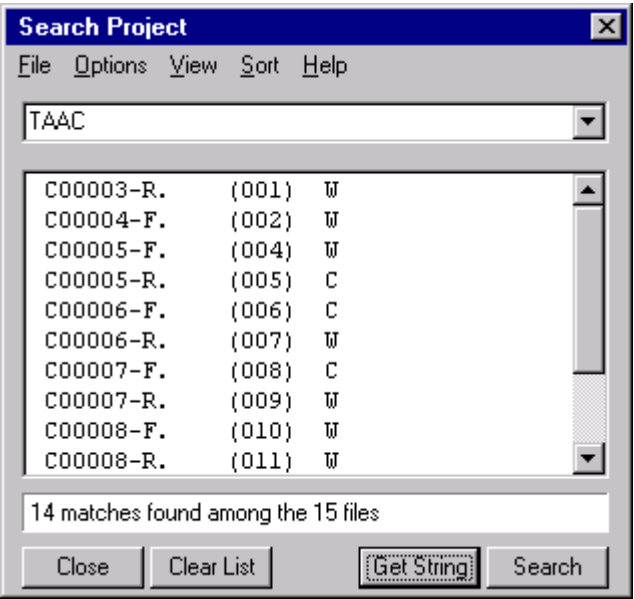 Search Project
File Options View Sort Help
TAAC
C00003-R. (001) W
C00004-F. (002) W
C00005-F. (004) W
C00005-R. (005) C
C00006-F. (006) C
C00006-R. (007) W
C00007-F. (008) C
C00007-R. (009) W
C00008-F. (010) W
C00008-R. (011) W
14 matches found among the 15 files
Close Clear List Get String Search